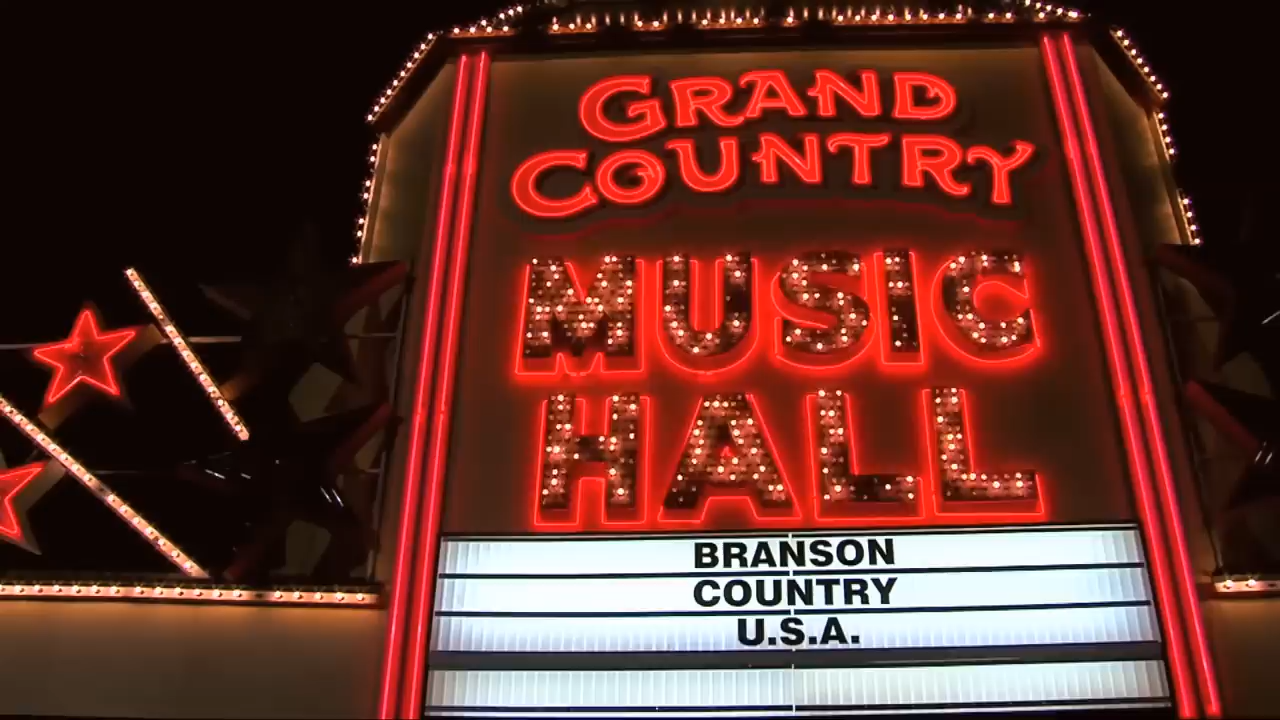 GRAND
COUNTRY
MUSIC
HALL
BRANSON
COUNTRY
U.S.A.